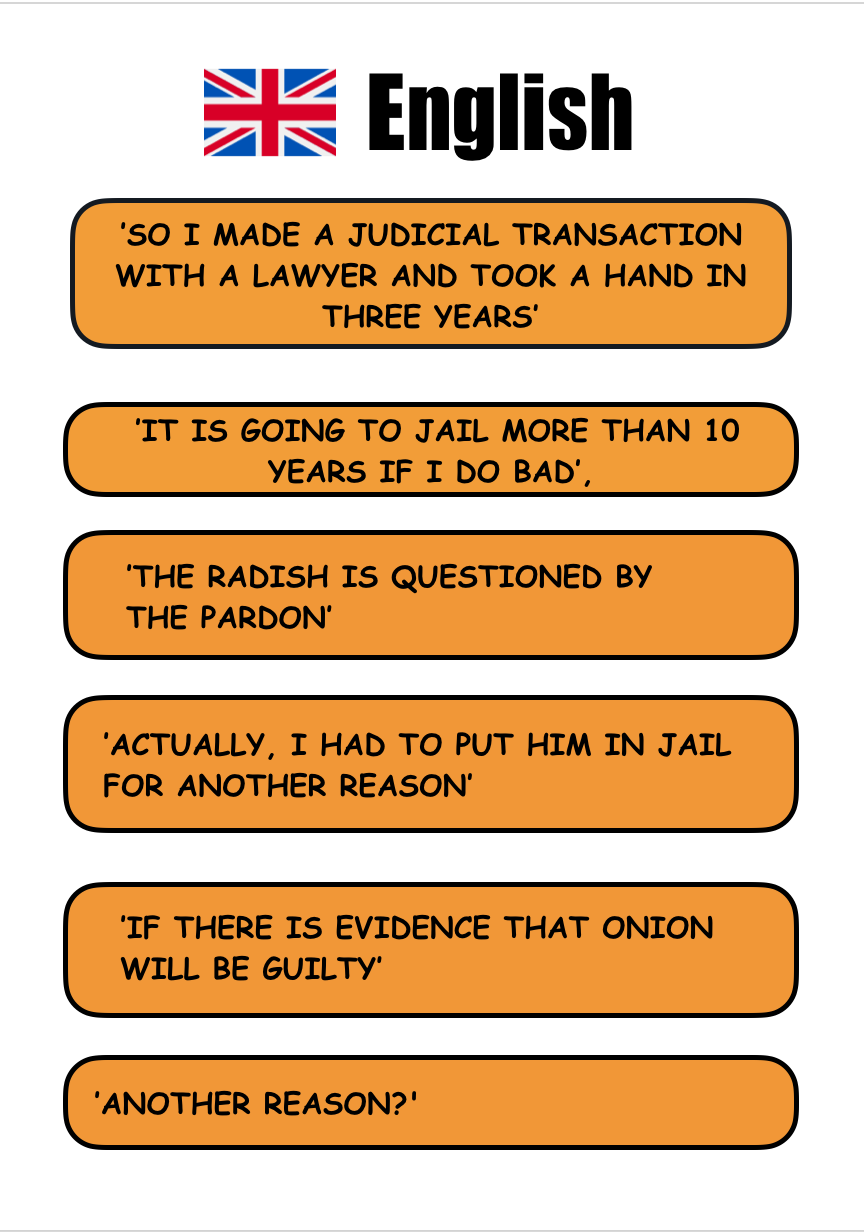 English
'SO I MADE A JUDICIAL TRANSACTION
WITH A LAWYER AND TOOK A HAND IN
THREE YEARS'
'IT IS GOING TO JAIL MORE THAN 10
YEARS IF I DO BAD',
'THE RADISH IS QUESTIONED BY
THE PARDON'
'ACTUALLY, I HAD TO PUT HIM IN JAIL
FOR ANOTHER REASON'
'IF THERE IS EVIDENCE THAT ONION
WILL BE GUILTY'
'ANOTHER REASON?'